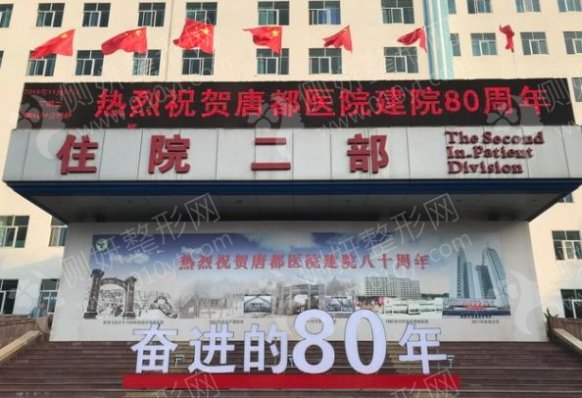 热烈祝贺唐都医院建院80周年
住院二部
The Second
In-Patient
Division
热烈祝贺唐都医院建院八十周年
奋进的80年